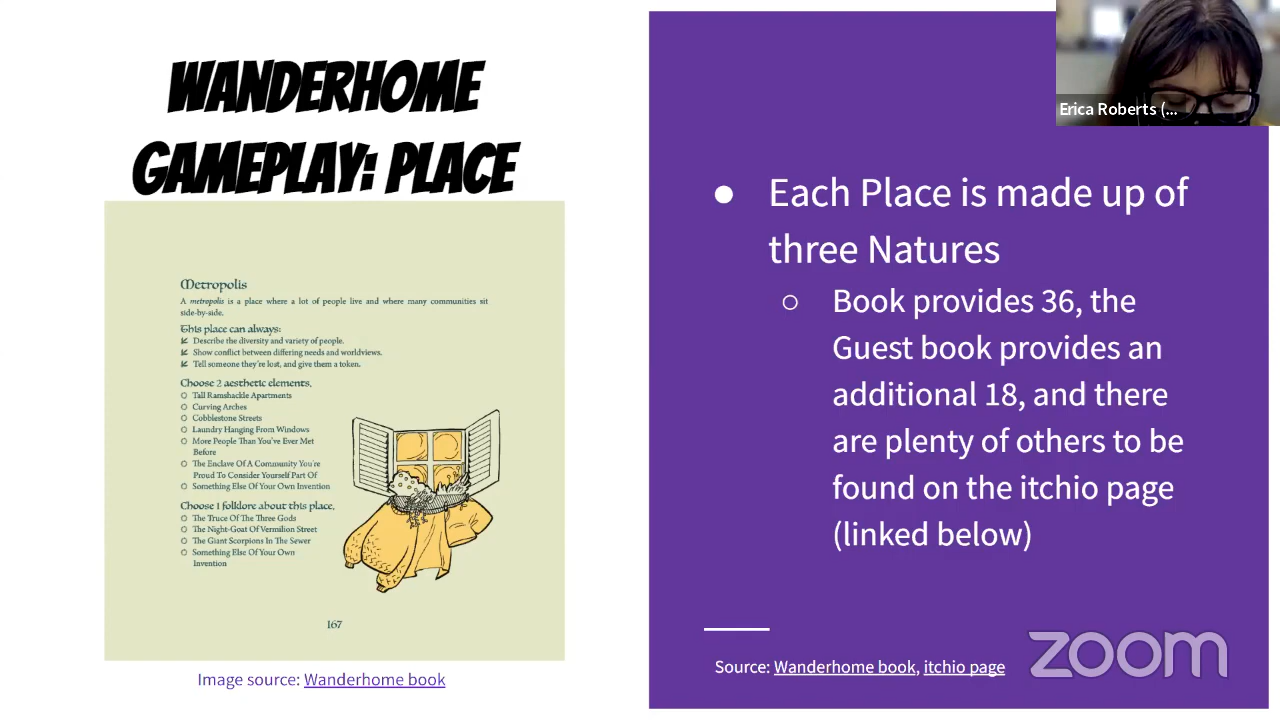 WANDERHOME
GAMEPLAY: PLACE
Metropolis
A metropolis is a place where a lot of people live and where many communities sit
side-by-side.
This place can always:
Describe the diversity and variety of people.
Show conflict between differing needs and worldviews.
Tell someone they're lost, and give them a token.
Choose 2 aesthetic elements.
Tall Ramshackle Apartments
Curving Arches
Cobblestone Streets
Laundry Hanging From Windows
More People Than You've Ever Met
Before
The Enclave Of A Community You're
Proud To Consider Yourself Part Of
Something Else Of Your Own Invention
Choose 1 folklore about this place.
The Truce Of The Three Gods
The Night-Goat Of Vermilion Street
The Giant Scorpions In The Sewer
Something Else Of Your Own
Invention
167
Image source: Wanderhome book
Erica Roberts (...
● Each Place is made up of
three Natures
○ Book provides 36, the
Guest book provides an
additional 18, and there
are plenty of others to be
found on the itchio page
(linked below)
Source: Wanderhome book, itchio page
zoom